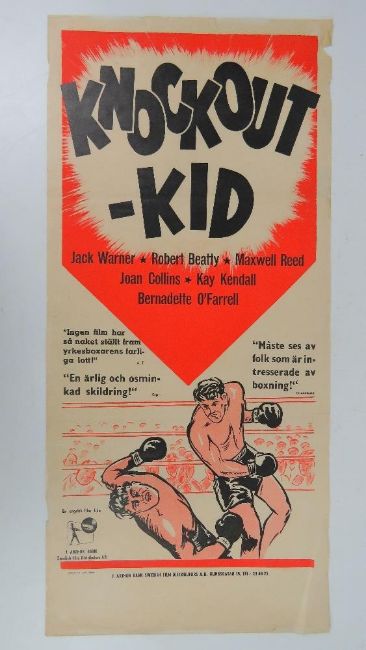 KNOCKOUT
-KID
Jack Warner ★ Robert Beatty ★ Maxwell Reed
Joan Collins ★ Kay Kendall
Bernadette O'Farrell
"Ingen film har
så naket ställt fram
yrkesboxarens farli-
ga lott!"
"En ärlig och osmin-
kad skildring!"
"Måste ses av
folk som är in-
tresserade av
boxning!"
J. ARTHUR RANK